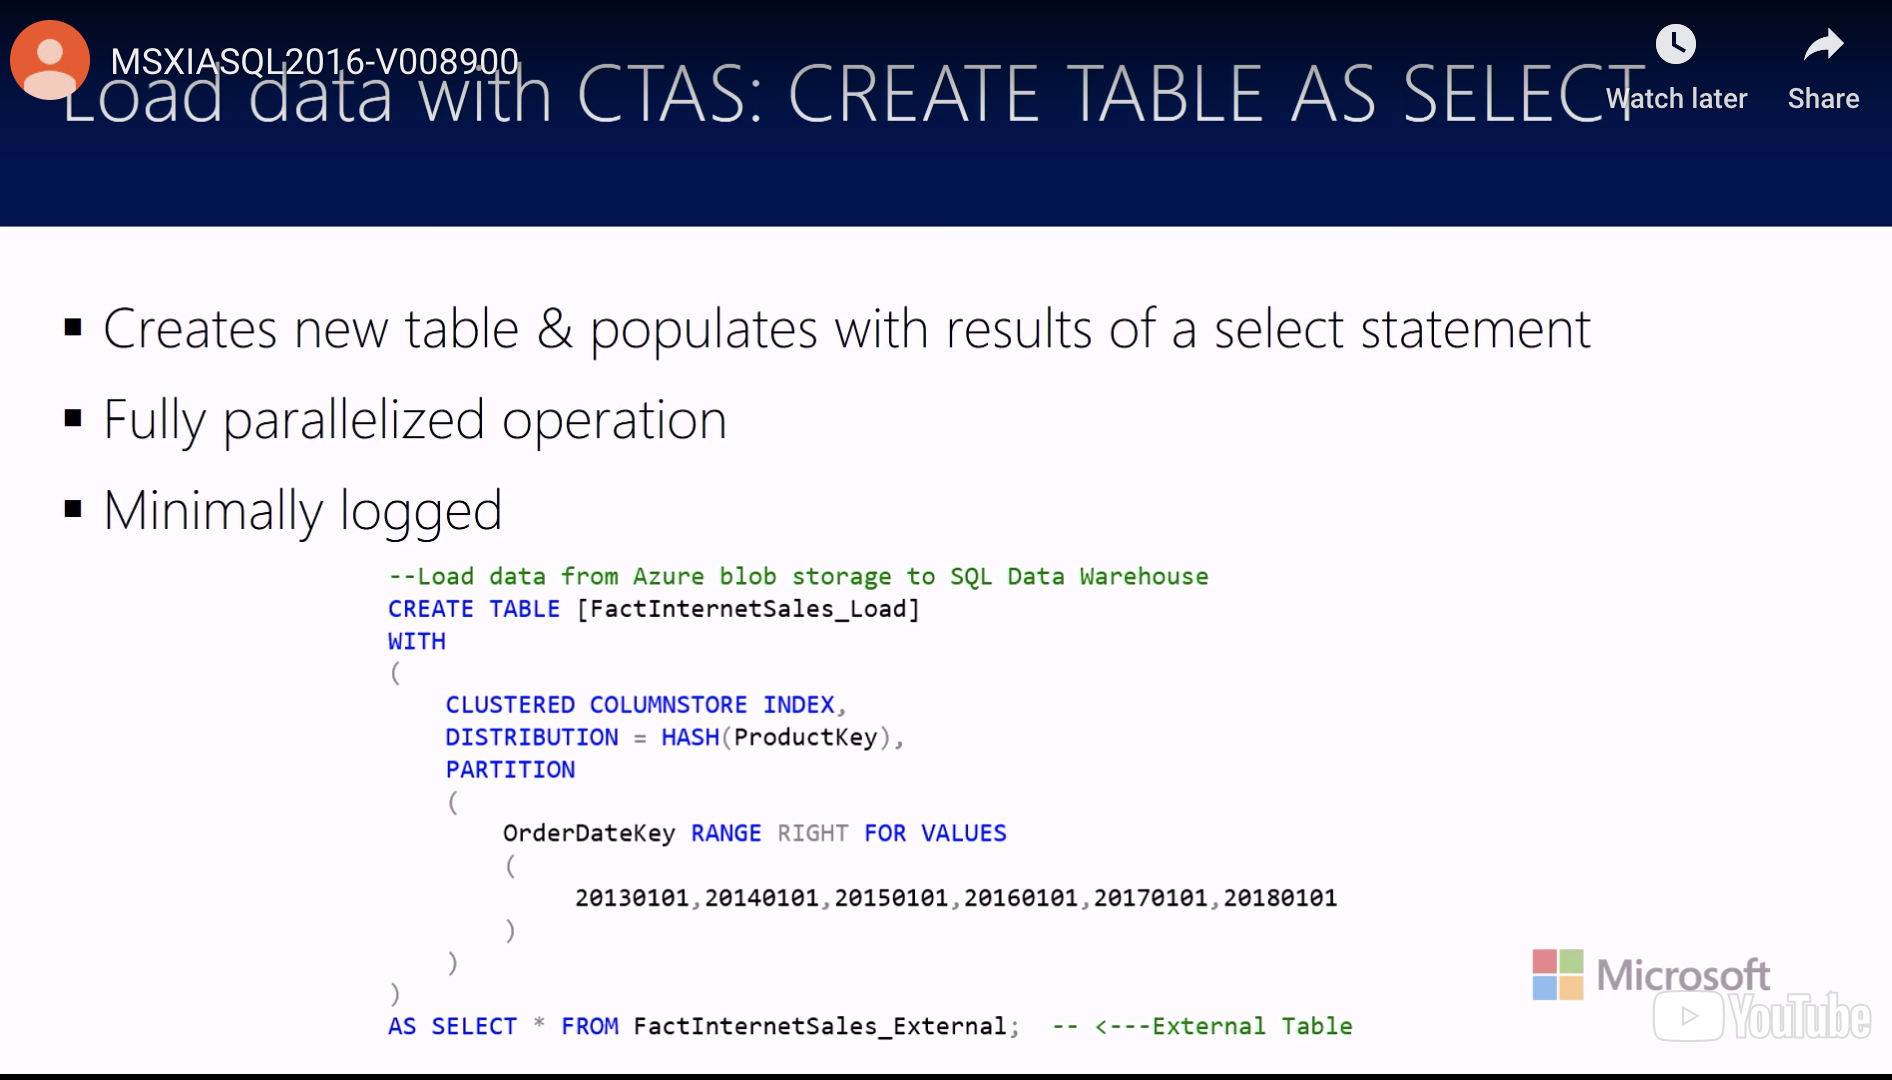 MSXIASQL2016-V008900
Load data with CTAS: CREATE TABLE AS SELECT
Watch later
Share
▪ Creates new table & populates with results of a select statement
▪ Fully parallelized operation
▪ Minimally logged
--Load data from Azure blob storage to SQL Data Warehouse
CREATE TABLE [FactInternetSales_Load]
WITH
(
    CLUSTERED COLUMNSTORE INDEX,
    DISTRIBUTION = HASH(ProductKey),
    PARTITION
    (
        OrderDateKey RANGE RIGHT FOR VALUES
        (
             20130101,20140101,20150101,20160101,20170101,20180101
        )
    )
)
AS SELECT * FROM FactInternetSales_External;  -- <---External Table
Microsoft
YouTube